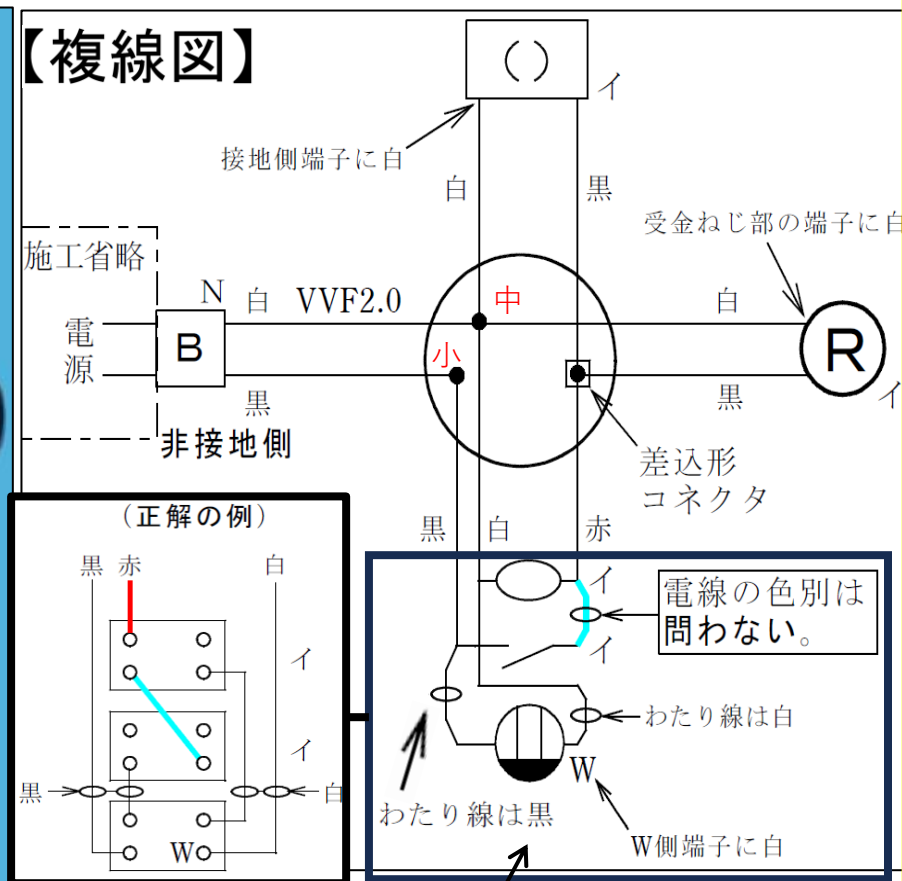 【複線図】
イ
接地側端子に白
白
黒
受金ねじ部の端子に白
施工省略
N 白 VVF2.0
中
白
電源
B
小
R
黒
黒
イ
非接地側
差込形
コネクタ
(正解の例)
黒 赤 白
黒 白 赤
イ
電線の色別は
問わない。
イ
イ
わたり線は白
イ
黒
白
W
W
わたり線は黒
W側端子に白